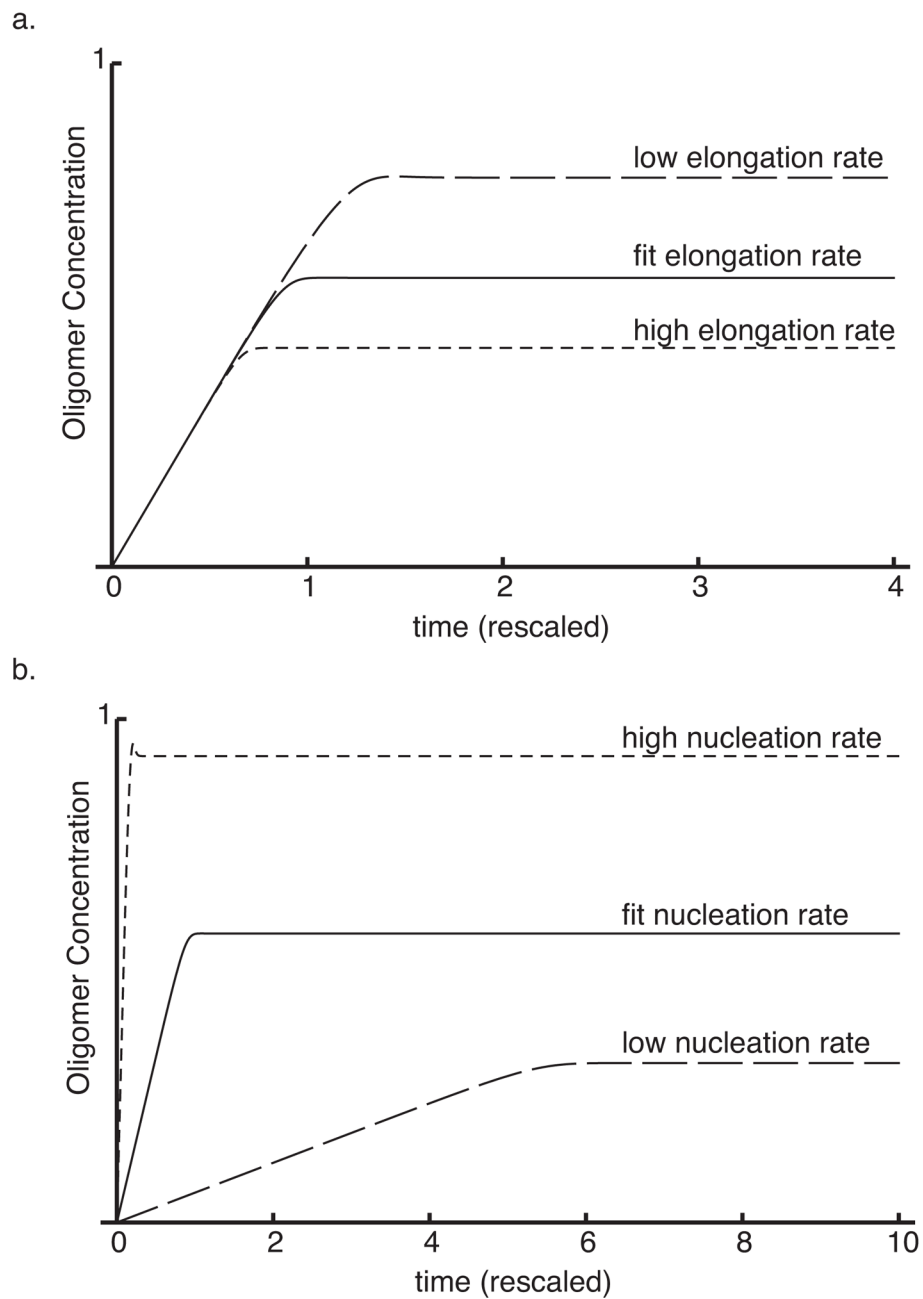 a.
1
Oligomer Concentration
low elongation rate
fit elongation rate
high elongation rate
0 1 2 3 4
time (rescaled)
b.
1
Oligomer Concentration
high nucleation rate
fit nucleation rate
low nucleation rate
0 2 4 6 8 10
time (rescaled)